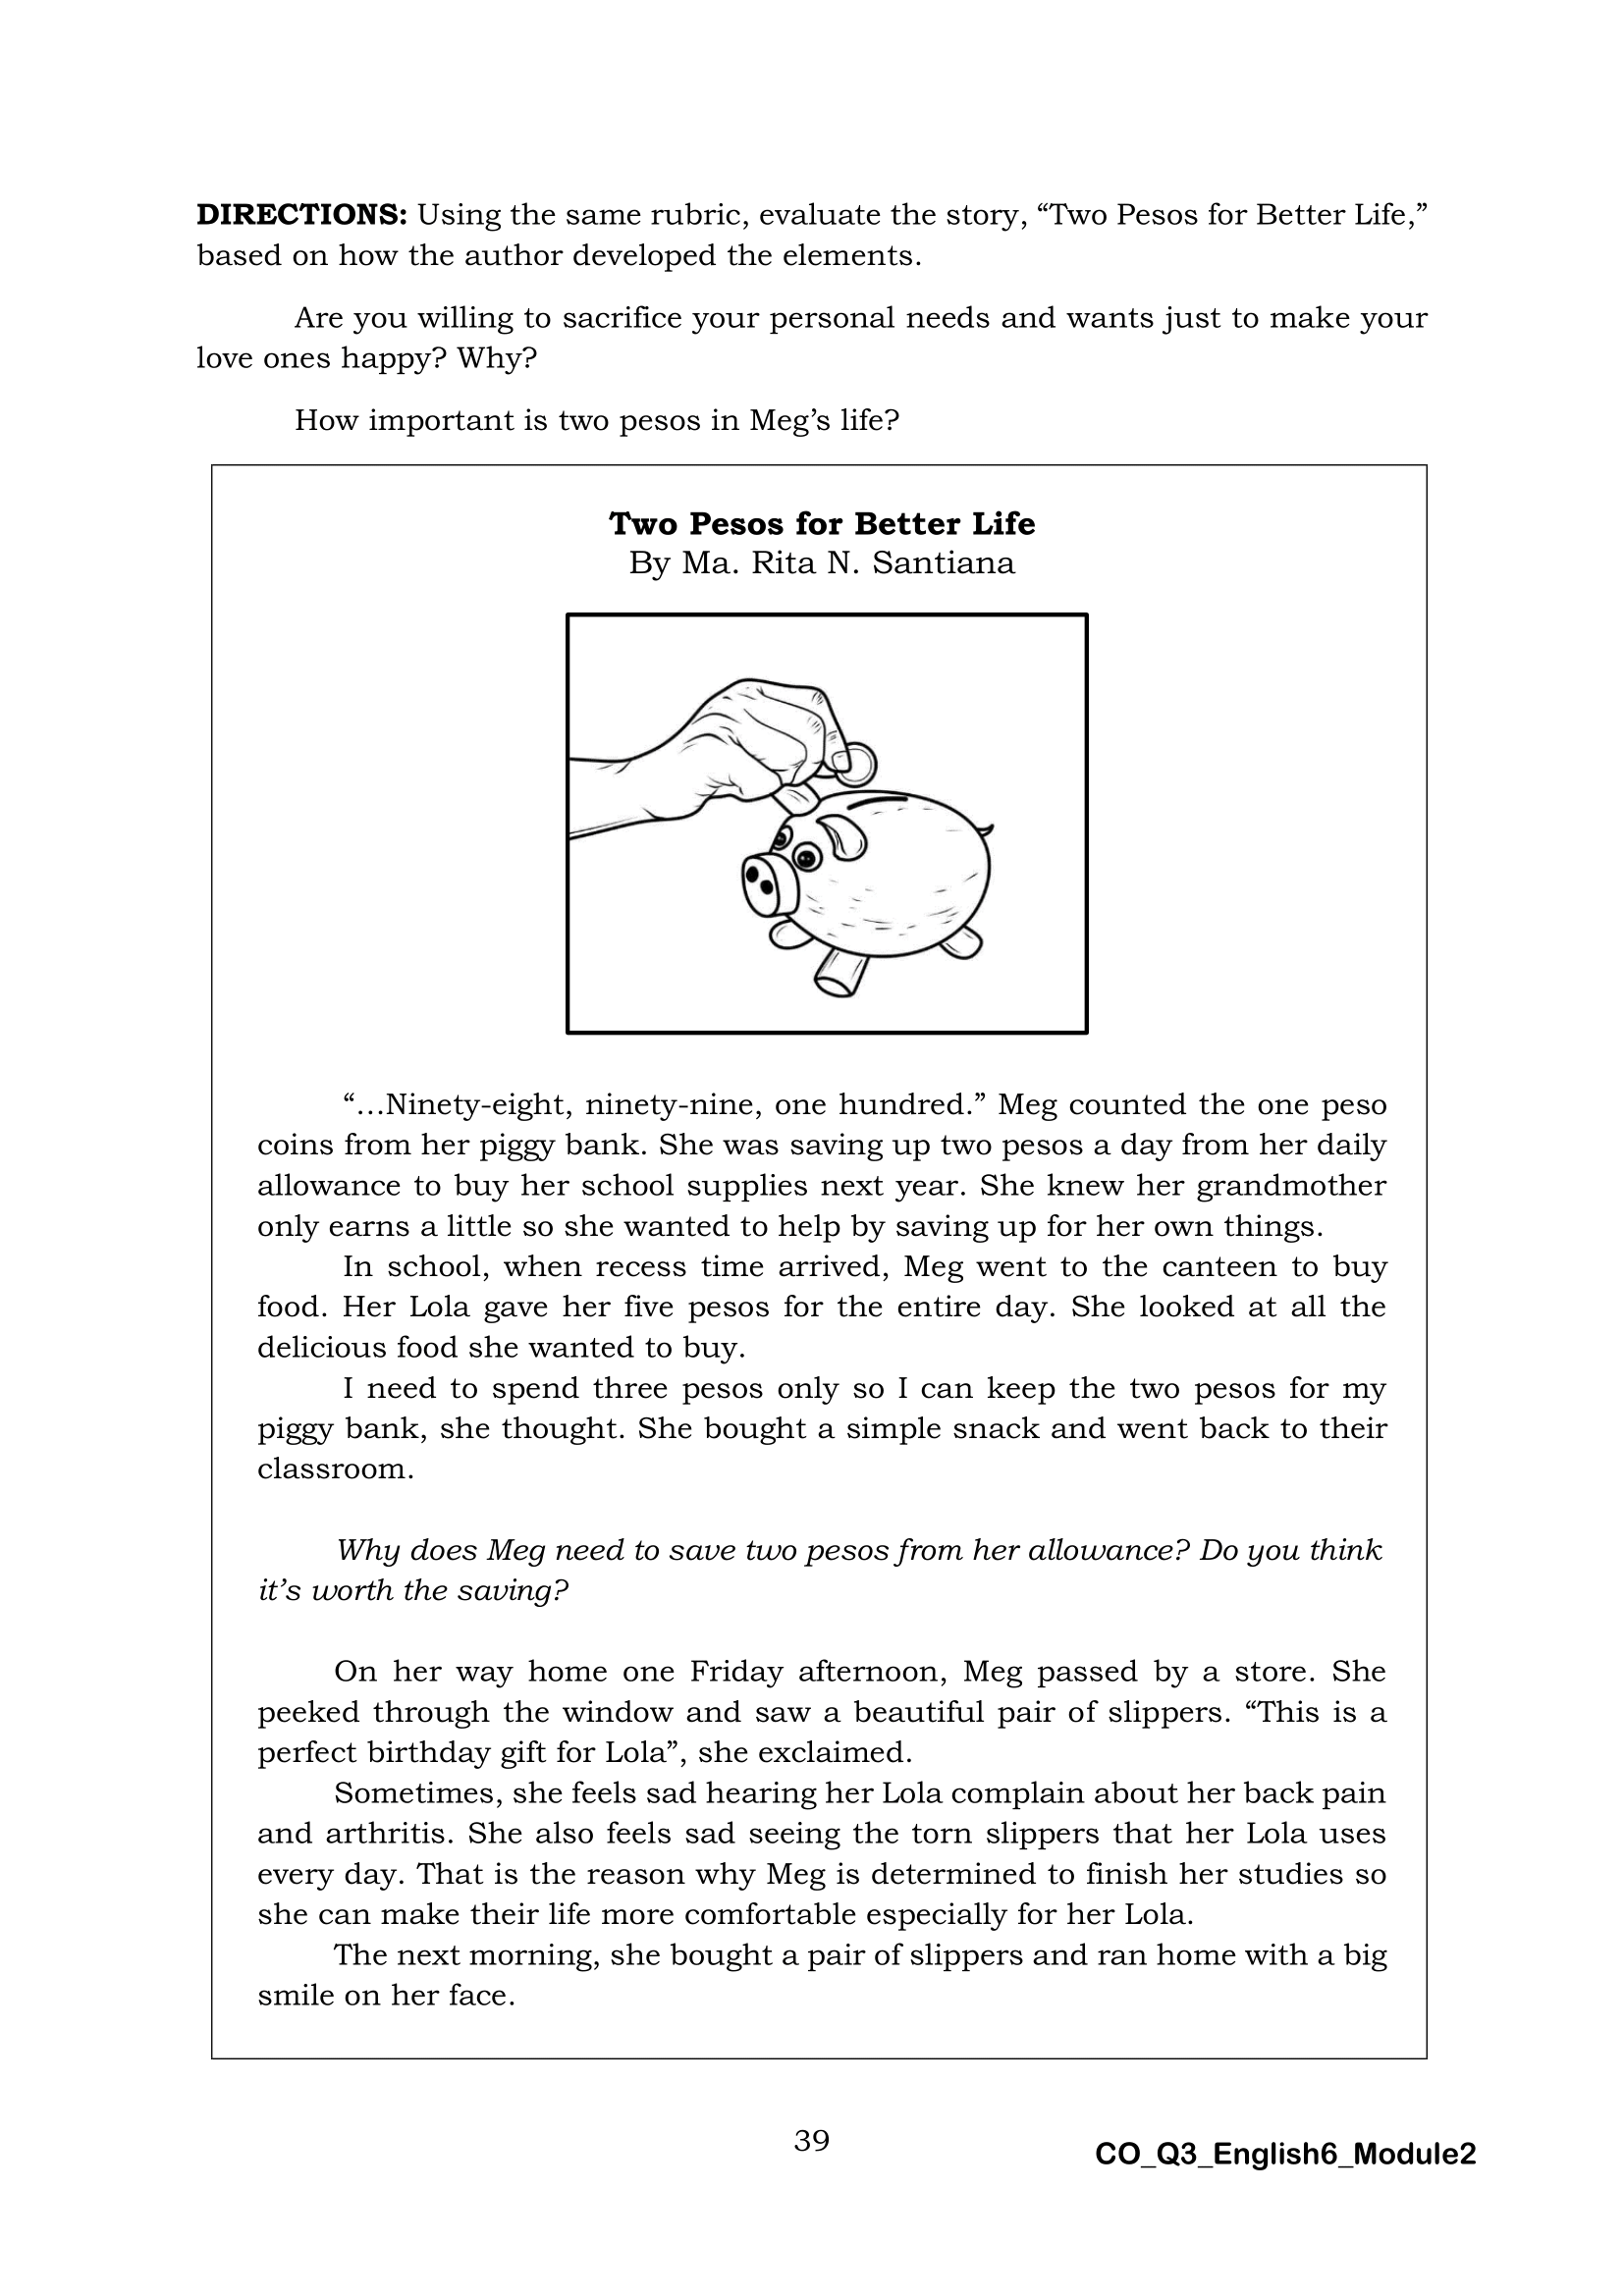 DIRECTIONS: Using the same rubric, evaluate the story, “Two Pesos for Better Life,”
based on how the author developed the elements.
Are you willing to sacrifice your personal needs and wants just to make your
love ones happy? Why?
How important is two pesos in Meg’s life?
Two Pesos for Better Life
By Ma. Rita N. Santiana
“…Ninety-eight, ninety-nine, one hundred.” Meg counted the one peso
coins from her piggy bank. She was saving up two pesos a day from her daily
allowance to buy her school supplies next year. She knew her grandmother
only earns a little so she wanted to help by saving up for her own things.
In school, when recess time arrived, Meg went to the canteen to buy
food. Her Lola gave her five pesos for the entire day. She looked at all the
delicious food she wanted to buy.
I need to spend three pesos only so I can keep the two pesos for my
piggy bank, she thought. She bought a simple snack and went back to their
classroom.
Why does Meg need to save two pesos from her allowance? Do you think
it’s worth the saving?
On her way home one Friday afternoon, Meg passed by a store. She
peeked through the window and saw a beautiful pair of slippers. “This is a
perfect birthday gift for Lola”, she exclaimed.
Sometimes, she feels sad hearing her Lola complain about her back pain
and arthritis. She also feels sad seeing the torn slippers that her Lola uses
every day. That is the reason why Meg is determined to finish her studies so
she can make their life more comfortable especially for her Lola.
The next morning, she bought a pair of slippers and ran home with a big
smile on her face.
39
CO_Q3_English6_Module2